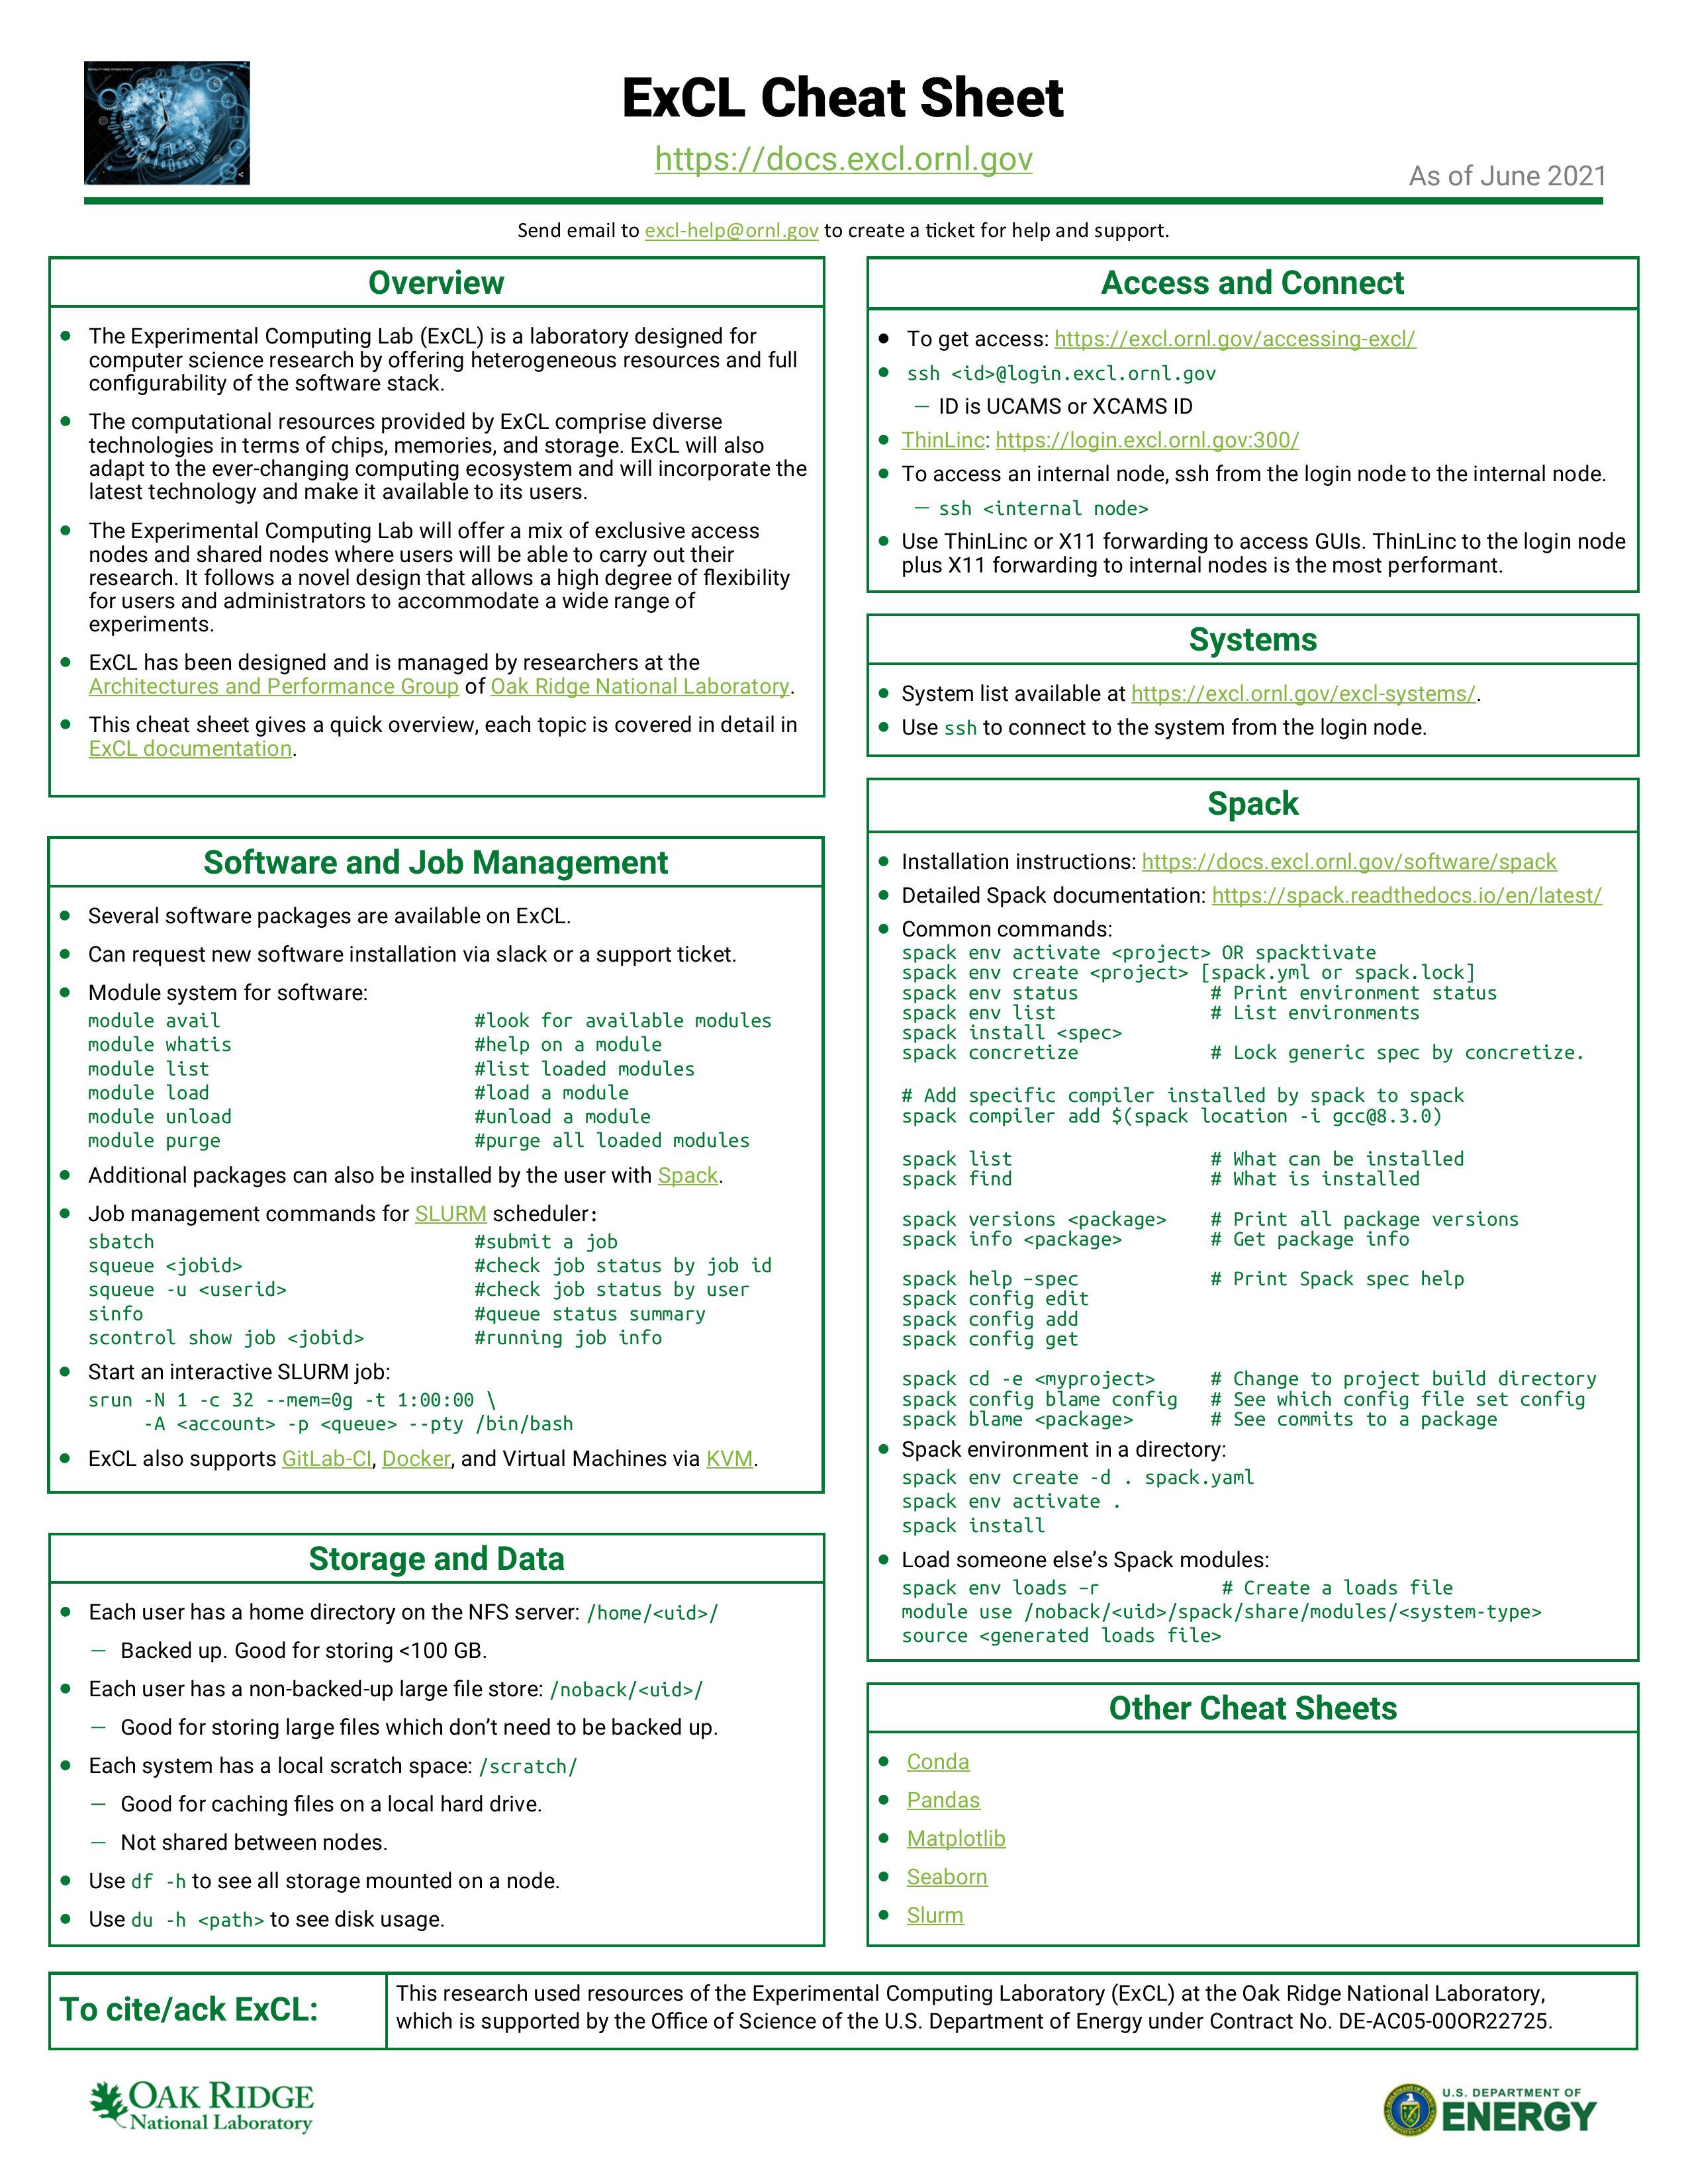 ExCL Cheat Sheet
https://docs.excl.ornl.gov
As of June 2021
Send email to excl-help@ornl.gov to create a ticket for help and support.
Overview
● The Experimental Computing Lab (ExCL) is a laboratory designed for
computer science research by offering heterogeneous resources and full
configurability of the software stack.
● The computational resources provided by ExCL comprise diverse
technologies in terms of chips, memories, and storage. ExCL will also
adapt to the ever-changing computing ecosystem and will incorporate the
latest technology and make it available to its users.
● The Experimental Computing Lab will offer a mix of exclusive access
nodes and shared nodes where users will be able to carry out their
research. It follows a novel design that allows a high degree of flexibility
for users and administrators to accommodate a wide range of
experiments.
● ExCL has been designed and is managed by researchers at the
Architectures and Performance Group of Oak Ridge National Laboratory.
● This cheat sheet gives a quick overview, each topic is covered in detail in
ExCL documentation.
Software and Job Management
● Several software packages are available on ExCL.
● Can request new software installation via slack or a support ticket.
● Module system for software:
module avail #look for available modules
module whatis #help on a module
module list #list loaded modules
module load #load a module
module unload #unload a module
module purge #purge all loaded modules
● Additional packages can also be installed by the user with Spack.
● Job management commands for SLURM scheduler:
sbatch #submit a job
squeue <jobid> #check job status by job id
squeue -u <userid> #check job status by user
sinfo #queue status summary
scontrol show job <jobid> #running job info
● Start an interactive SLURM job:
srun -N 1 -c 32 --mem=0g -t 1:00:00 \
-A <account> -p <queue> --pty /bin/bash
● ExCL also supports GitLab-CI, Docker, and Virtual Machines via KVM.
Storage and Data
● Each user has a home directory on the NFS server: /home/<uid>/
– Backed up. Good for storing <100 GB.
● Each user has a non-backed-up large file store: /noback/<uid>/
– Good for storing large files which don’t need to be backed up.
● Each system has a local scratch space: /scratch/
– Good for caching files on a local hard drive.
– Not shared between nodes.
● Use df -h to see all storage mounted on a node.
● Use du -h <path> to see disk usage.
Access and Connect
● To get access: https://excl.ornl.gov/accessing-excl/
● ssh <id>@login.excl.ornl.gov
– ID is UCAMS or XCAMS ID
● ThinLinc: https://login.excl.ornl.gov:300/
● To access an internal node, ssh from the login node to the internal node.
– ssh <internal node>
● Use ThinLinc or X11 forwarding to access GUIs. ThinLinc to the login node
plus X11 forwarding to internal nodes is the most performant.
Systems
● System list available at https://excl.ornl.gov/excl-systems/.
● Use ssh to connect to the system from the login node.
Spack
● Installation instructions: https://docs.excl.ornl.gov/software/spack
● Detailed Spack documentation: https://spack.readthedocs.io/en/latest/
● Common commands:
spack env activate <project> OR spacktivate
spack env create <project> [spack.yml or spack.lock]
spack env status # Print environment status
spack env list # List environments
spack install <spec>
spack concretize # Lock generic spec by concretize.
# Add specific compiler installed by spack to spack
spack compiler add $(spack location -i gcc@8.3.0)
spack list # What can be installed
spack find # What is installed
spack versions <package> # Print all package versions
spack info <package> # Get package info
spack help –spec # Print Spack spec help
spack config edit
spack config add
spack config get
spack cd -e <myproject> # Change to project build directory
spack config blame config # See which config file set config
spack blame <package> # See commits to a package
● Spack environment in a directory:
spack env create -d . spack.yaml
spack env activate .
spack install
● Load someone else’s Spack modules:
spack env loads –r # Create a loads file
module use /noback/<uid>/spack/share/modules/<system-type>
source <generated loads file>
Other Cheat Sheets
● Conda
● Pandas
● Matplotlib
● Seaborn
● Slurm
To cite/ack ExCL:
This research used resources of the Experimental Computing Laboratory (ExCL) at the Oak Ridge National Laboratory,
which is supported by the Office of Science of the U.S. Department of Energy under Contract No. DE-AC05-00OR22725.
OAK RIDGE
National Laboratory
U.S. DEPARTMENT OF
ENERGY